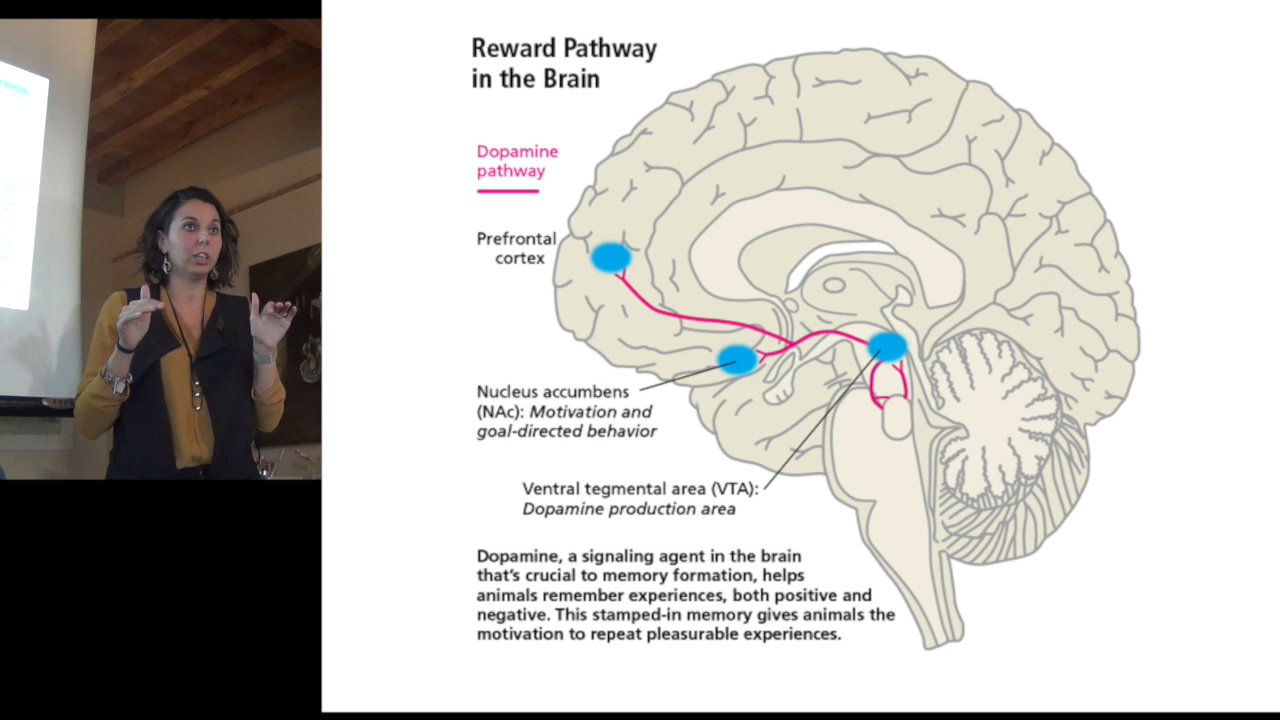 Reward Pathway
in the Brain
Dopamine
pathway
Prefrontal
cortex
Nucleus accumbens
(NAc): Motivation and
goal-directed behavior
Ventral tegmental area (VTA):
Dopamine production area
Dopamine, a signaling agent in the brain
that's crucial to memory formation, helps
animals remember experiences, both positive and
negative. This stamped-in memory gives animals the
motivation to repeat pleasurable experiences.